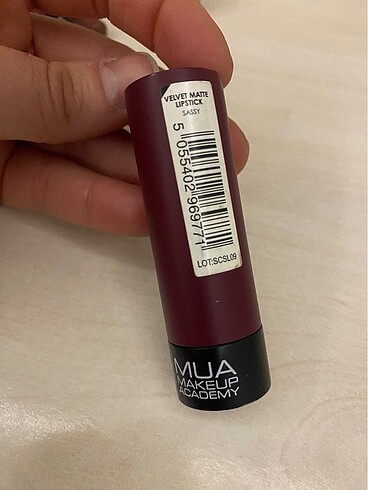 VELVET MATTE
LIPSTICK
SASSY
5 055402 969771
LOT:SCSL09
MUA
MAKEUP
ACADEMY